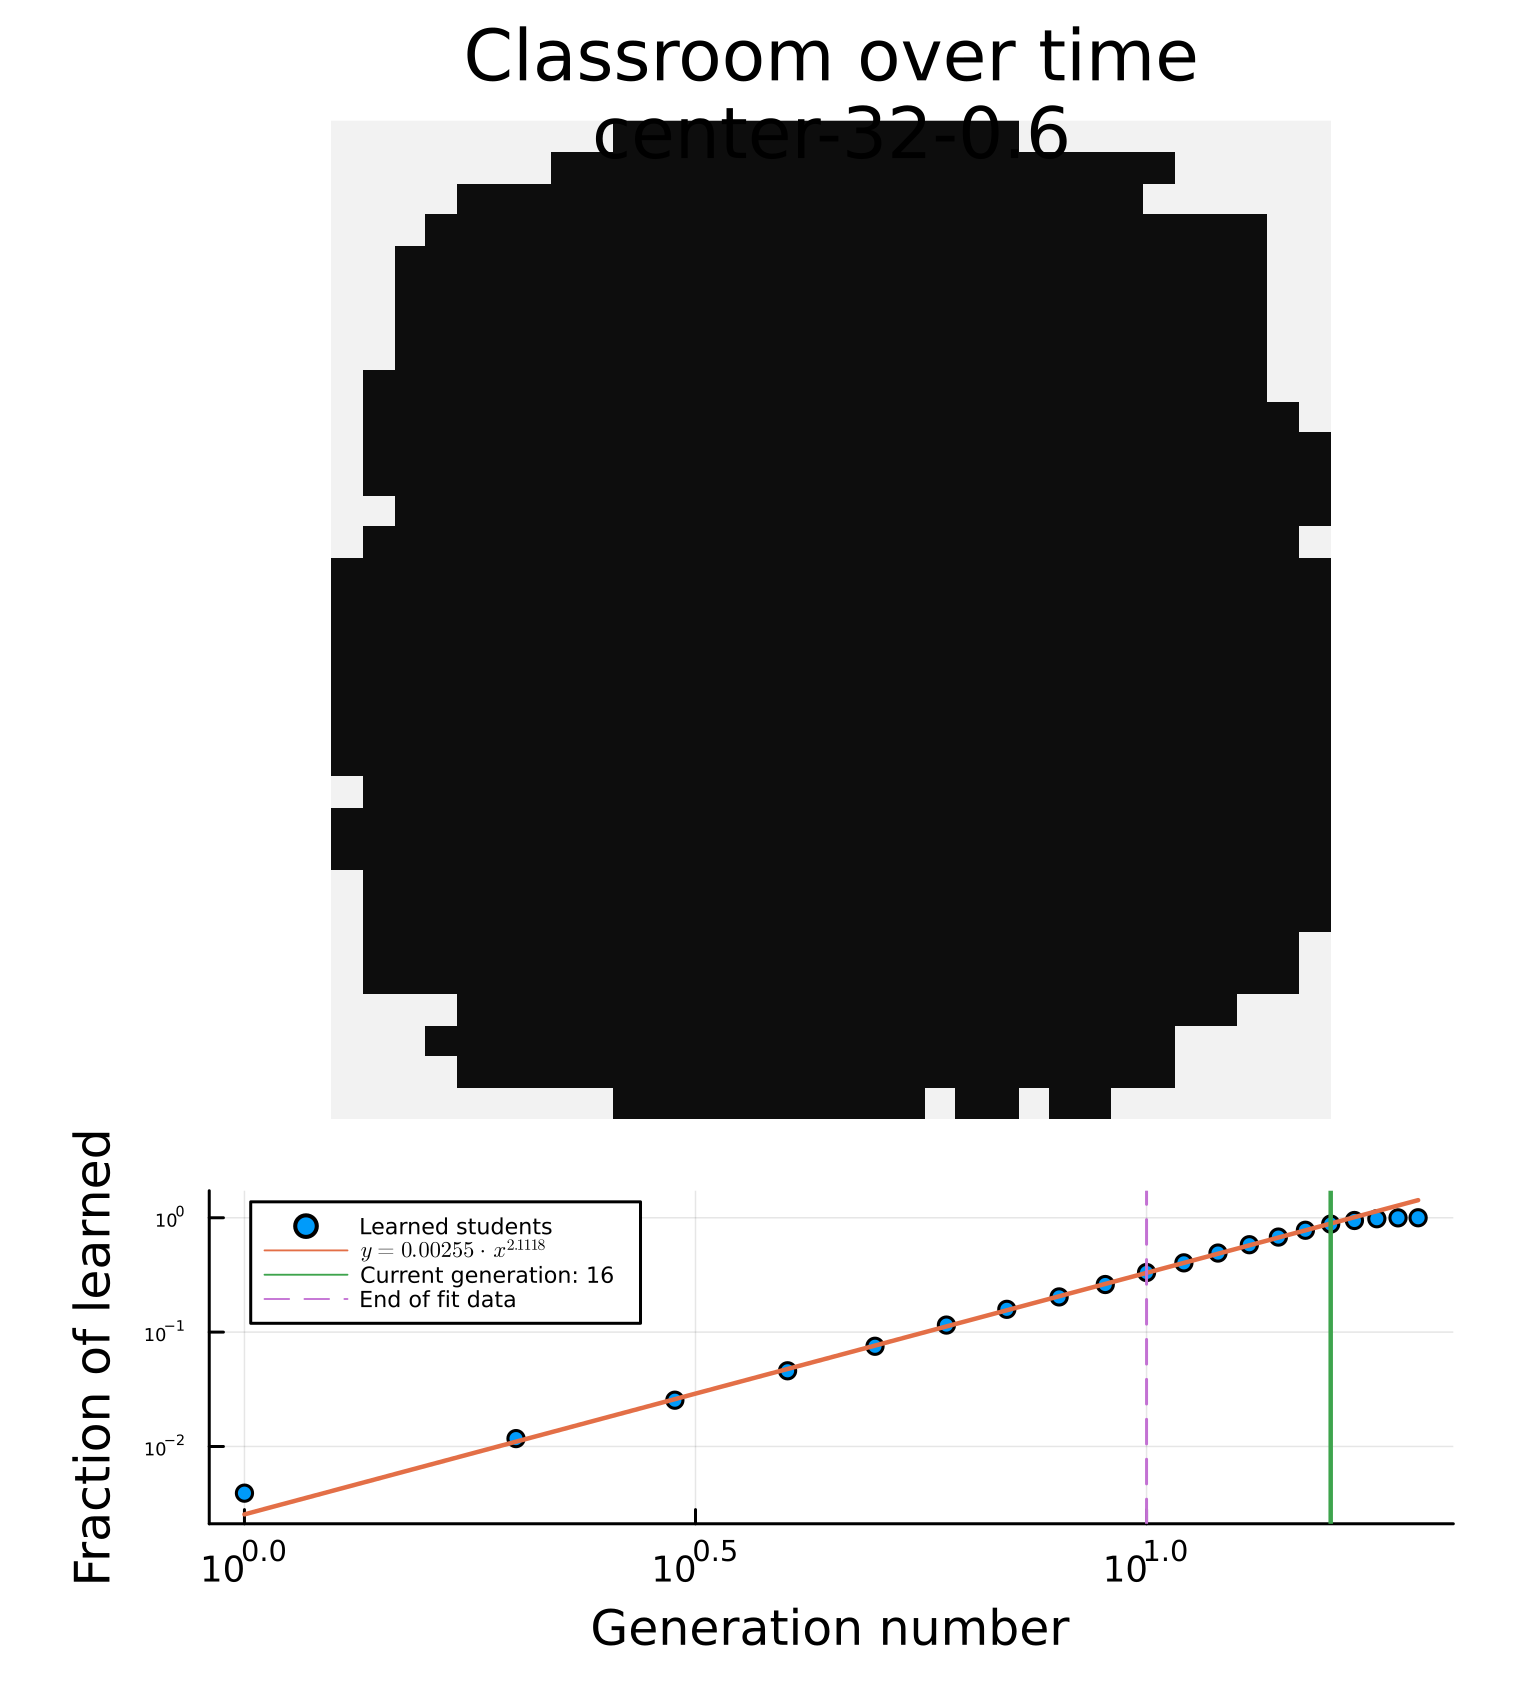 Classroom over time
center-32-0.6
Fraction of learned
10^0
10^-1
10^-2
Learned students
y = 0.00255 · x^2.1118
Current generation: 16
End of fit data
10^0.0 10^0.5 10^1.0
Generation number